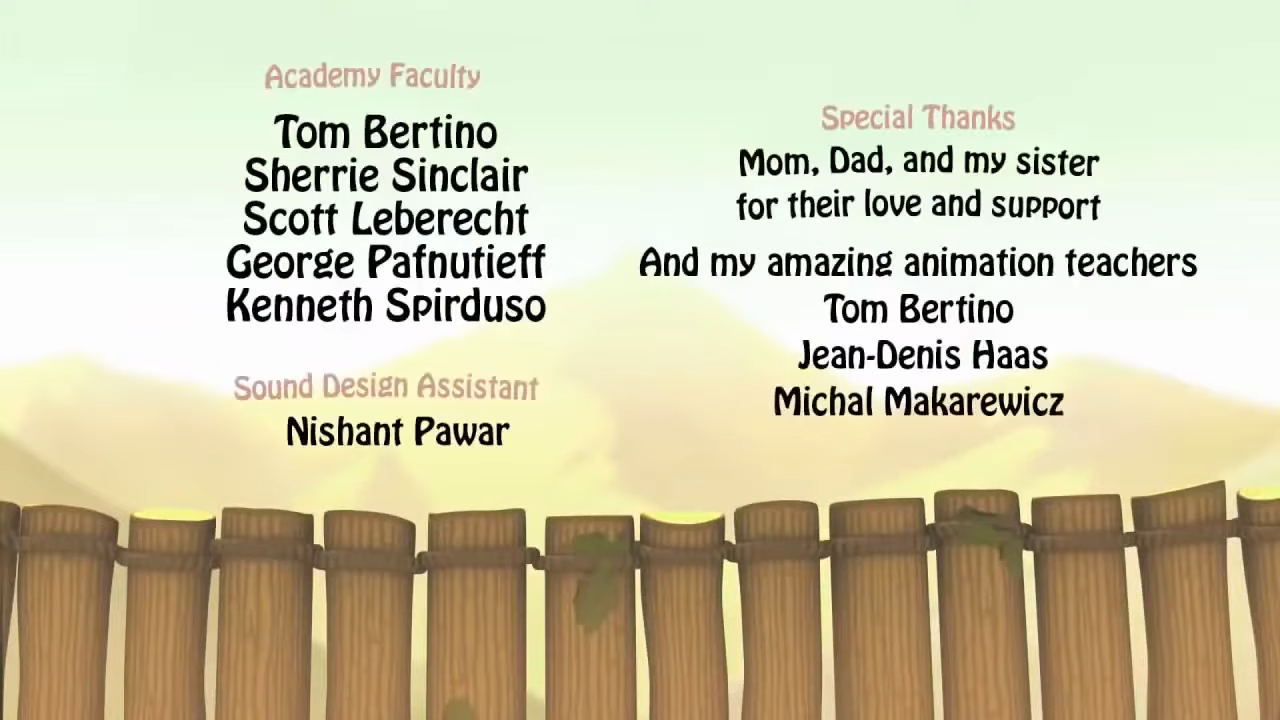 Academy Faculty
Tom Bertino
Sherrie Sinclair
Scott Leberecht
George Pafnutieff
Kenneth Spirduso
Sound Design Assistant
Nishant Pawar
Special Thanks
Mom, Dad, and my sister
for their love and support
And my amazing animation teachers
Tom Bertino
Jean-Denis Haas
Michal Makarewicz